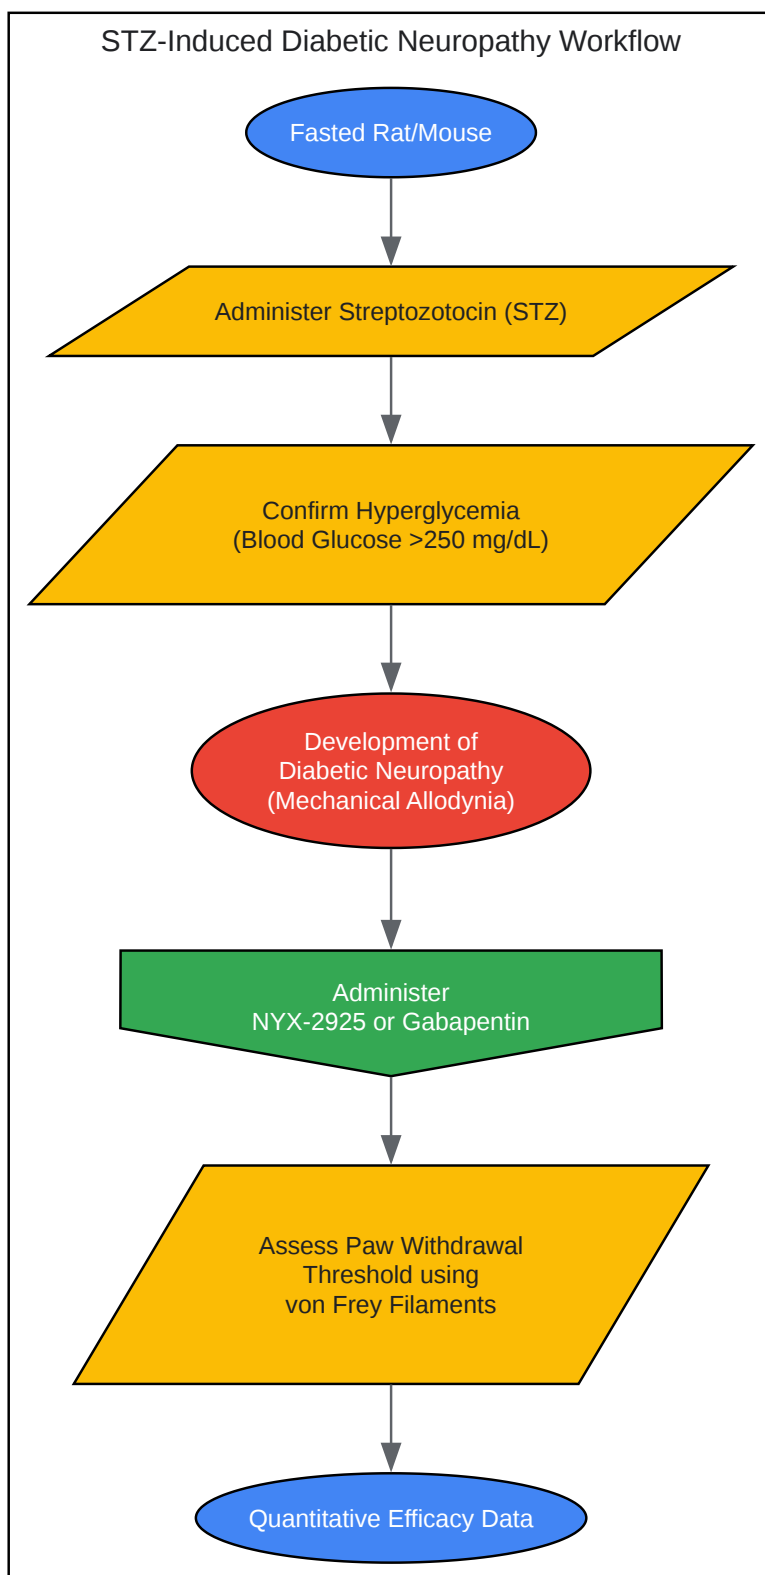 STZ-Induced Diabetic Neuropathy Workflow
Fasted Rat/Mouse
Administer Streptozotocin (STZ)
Confirm Hyperglycemia
(Blood Glucose >250 mg/dL)
Development of
Diabetic Neuropathy
(Mechanical Allodynia)
Administer
NYX-2925 or Gabapentin
Assess Paw Withdrawal
Threshold using
von Frey Filaments
Quantitative Efficacy Data